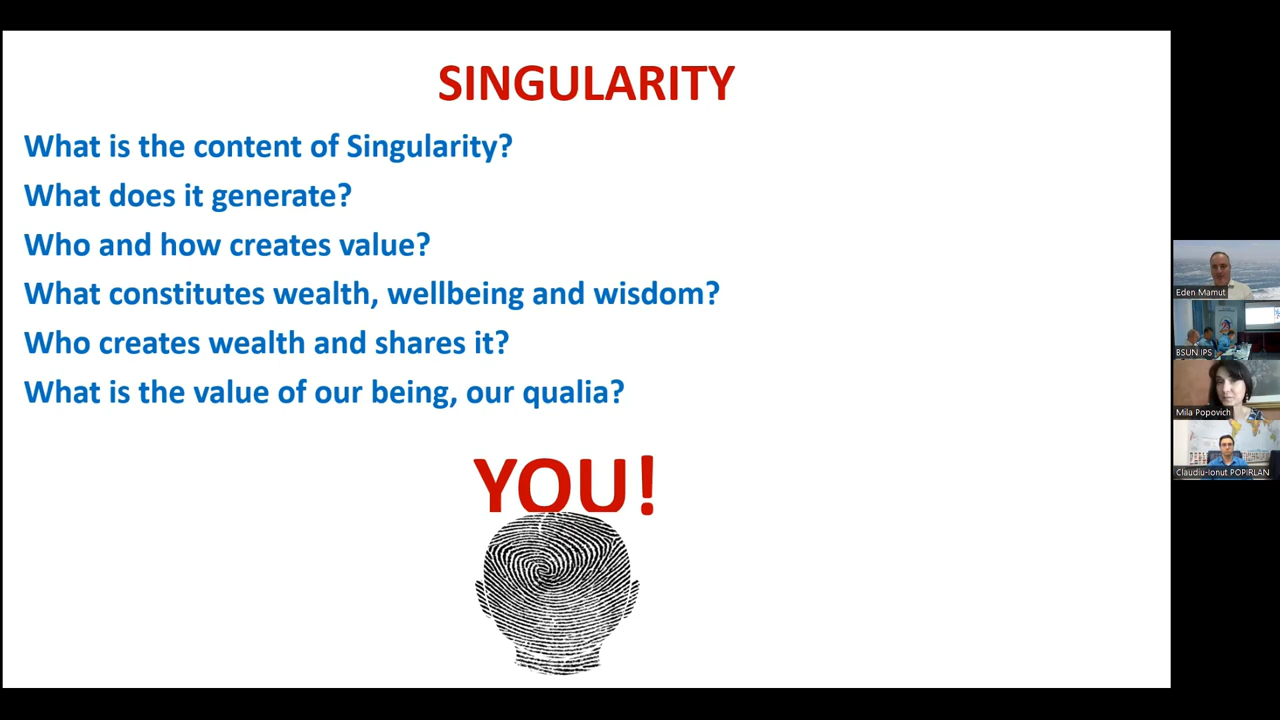 SINGULARITY
What is the content of Singularity?
What does it generate?
Who and how creates value?
What constitutes wealth, wellbeing and wisdom?
Who creates wealth and shares it?
What is the value of our being, our qualia?
YOU!
Eden Mamut
BSUN IPS
Mila Popovich
Claudiu-Ionut POPIRLAN